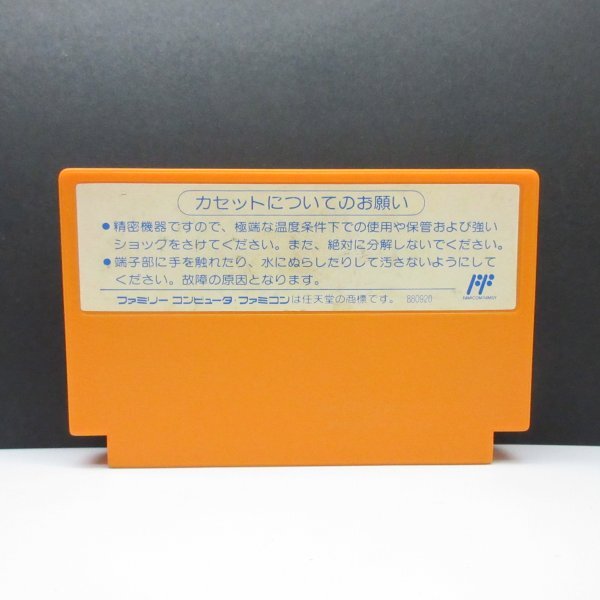 カセットについてのお願い
●精密機器ですので、極端な温度条件下での使用や保管および強い
ショックをさけてください。また、絶対に分解しないでください。
●端子部に手を触れたり、水にぬらしたりして汚さないようにして
ください。故障の原因となります。
ファミリー コンピュータ・ファミコンは任天堂の商標です。 880920
FAMICOM FAMILY